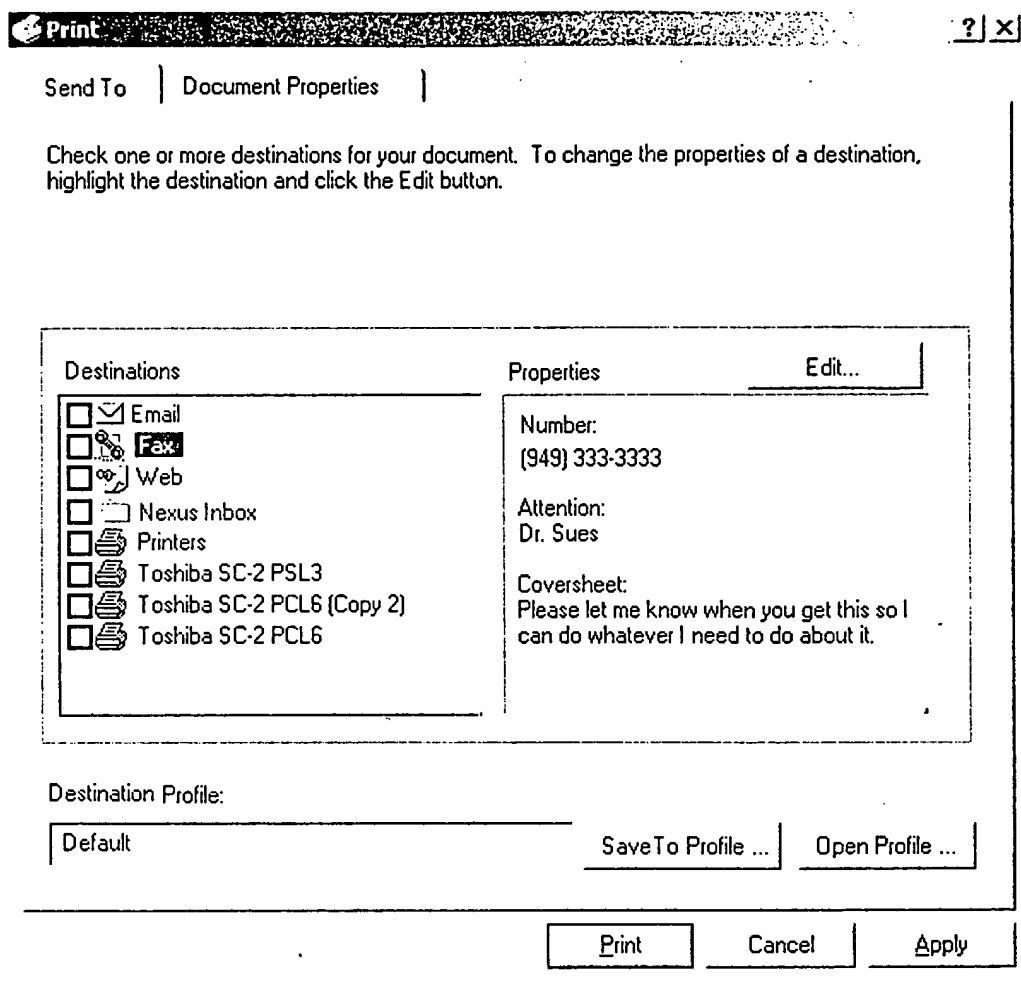 Print ? X
Send To Document Properties
Check one or more destinations for your document. To change the properties of a destination,
highlight the destination and click the Edit button.
Destinations
Email
Fax
Web
Nexus Inbox
Printers
Toshiba SC-2 PSL3
Toshiba SC-2 PCL6 (Copy 2)
Toshiba SC-2 PCL6
Properties
Edit...
Number:
(949) 333-3333
Attention:
Dr. Sues
Coversheet:
Please let me know when you get this so I
can do whatever I need to do about it.
Destination Profile:
Default
Save To Profile ...
Open Profile ...
Print
Cancel
Apply